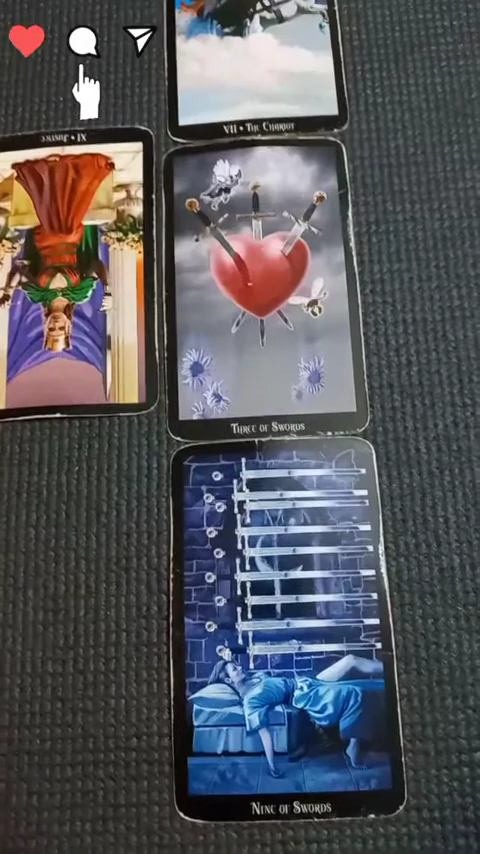 VII • The Chariot
XI • Justice
Three of Swords
Nine of Swords